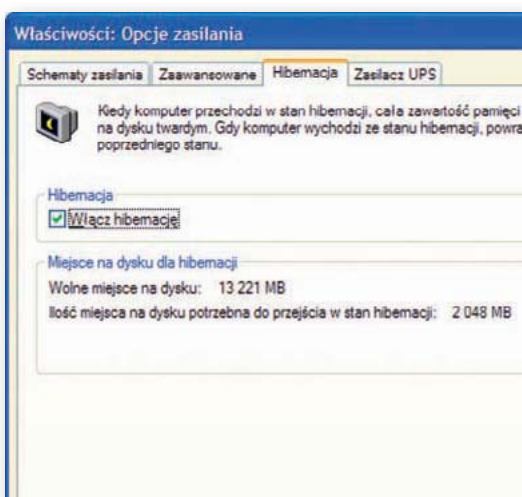 Właściwości: Opcje zasilania
Schematy zasilania Zaawansowane Hibernacja Zasilacz UPS
Kiedy komputer przechodzi w stan hibernacji, cała zawartość pamięci
na dysku twardym. Gdy komputer wychodzi ze stanu hibernacji, powra
poprzedniego stanu.
Hibernacja
Włącz hibernację
Miejsce na dysku dla hibernacji
Wolne miejsce na dysku: 13 221 MB
Ilość miejsca na dysku potrzebna do przejścia w stan hibernacji: 2 048 MB